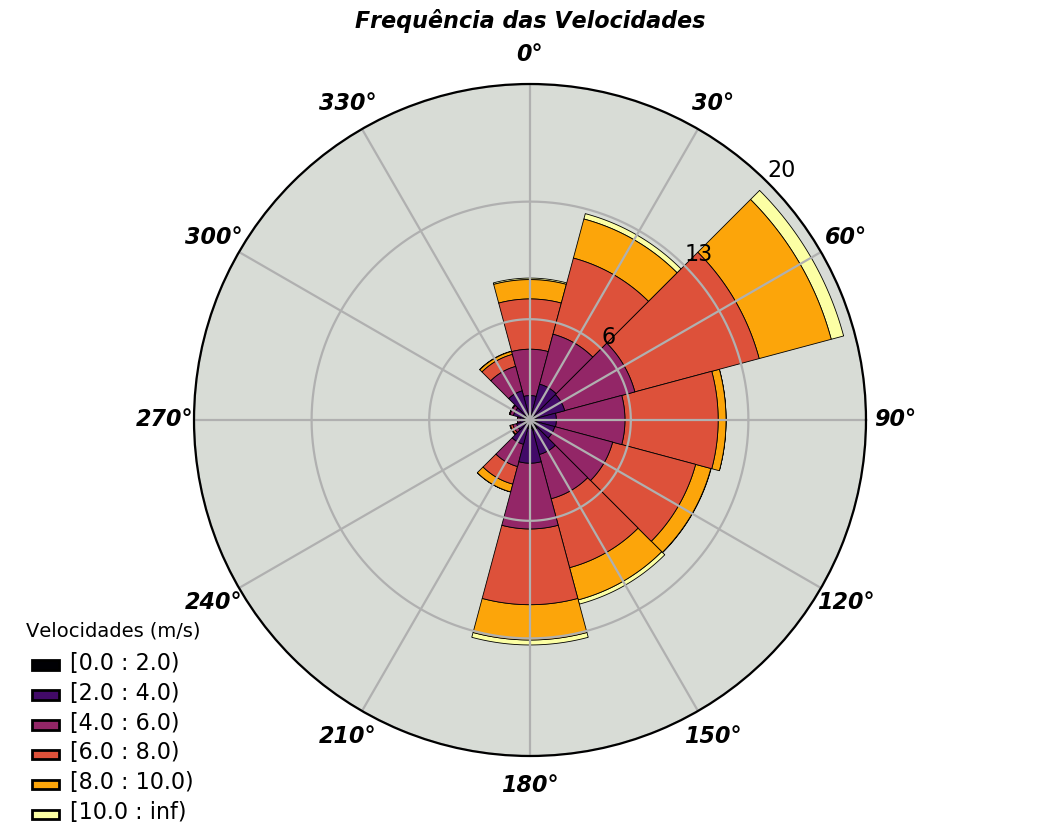 Frequência das Velocidades
0°
330°
30°
20
300°
60°
13
6
270°
90°
240°
120°
210°
150°
180°
Velocidades (m/s)
[0.0 : 2.0)
[2.0 : 4.0)
[4.0 : 6.0)
[6.0 : 8.0)
[8.0 : 10.0)
[10.0 : inf)